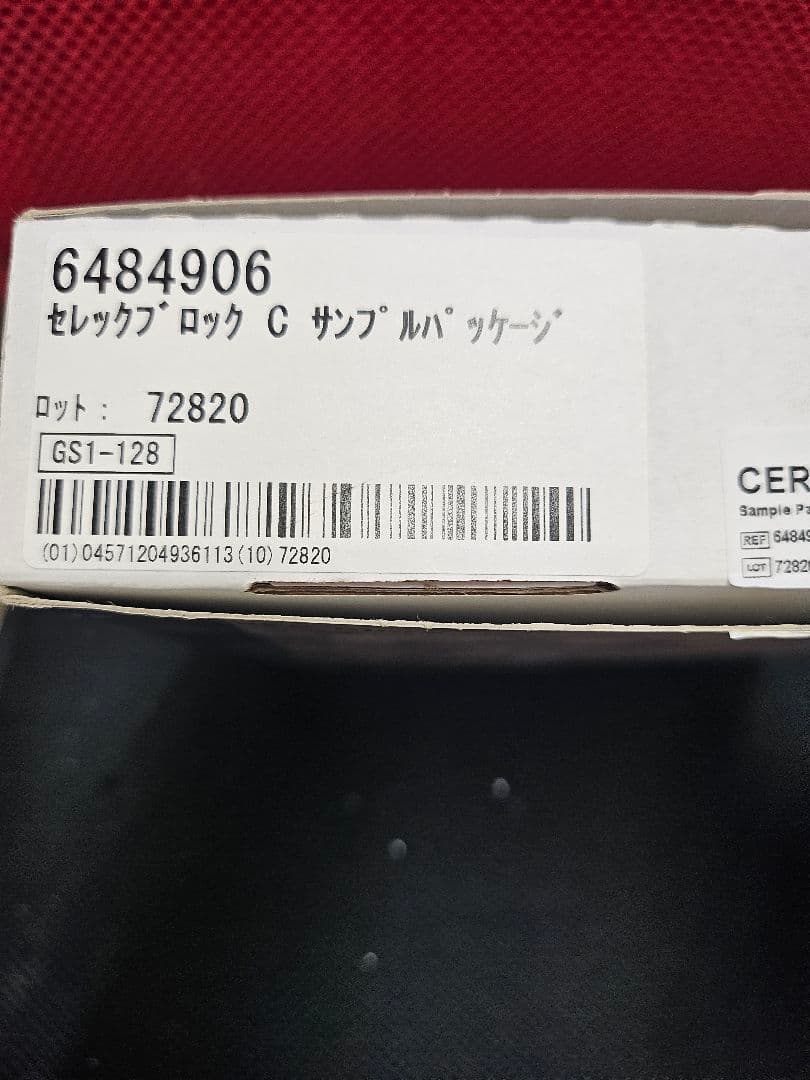 6484906
セレックブロック C サンプルパッケージ
ロット： 72820
GS1-128
(01)04571204936113(10)72820
CER
Sample Pa
REF 64849
LOT 72820